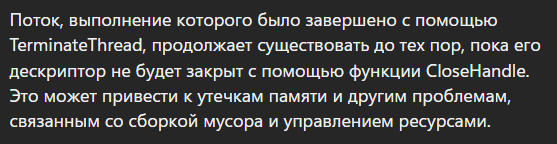 Поток, выполнение которого было завершено с помощью
TerminateThread, продолжает существовать до тех пор, пока его
дескриптор не будет закрыт с помощью функции CloseHandle.
Это может привести к утечкам памяти и другим проблемам,
связанным со сборкой мусора и управлением ресурсами.